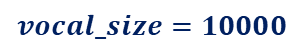 vocal_size = 10000